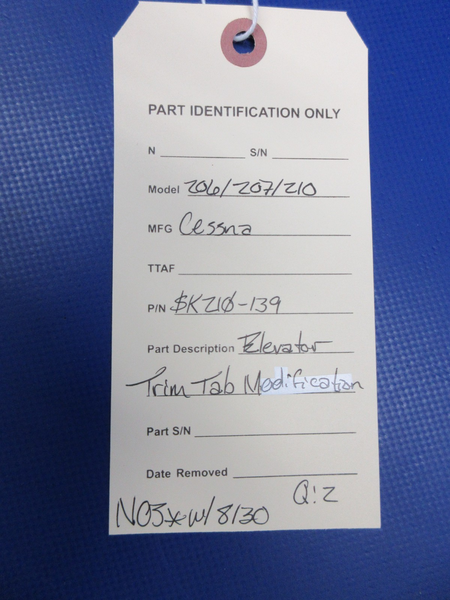 PART IDENTIFICATION ONLY
N S/N
Model 206/207/210
MFG Cessna
TTAF
P/N SK210-139
Part Description Elevator
Trim Tab Modification
Part S/N
Date Removed
Q:2
NOS w/8130